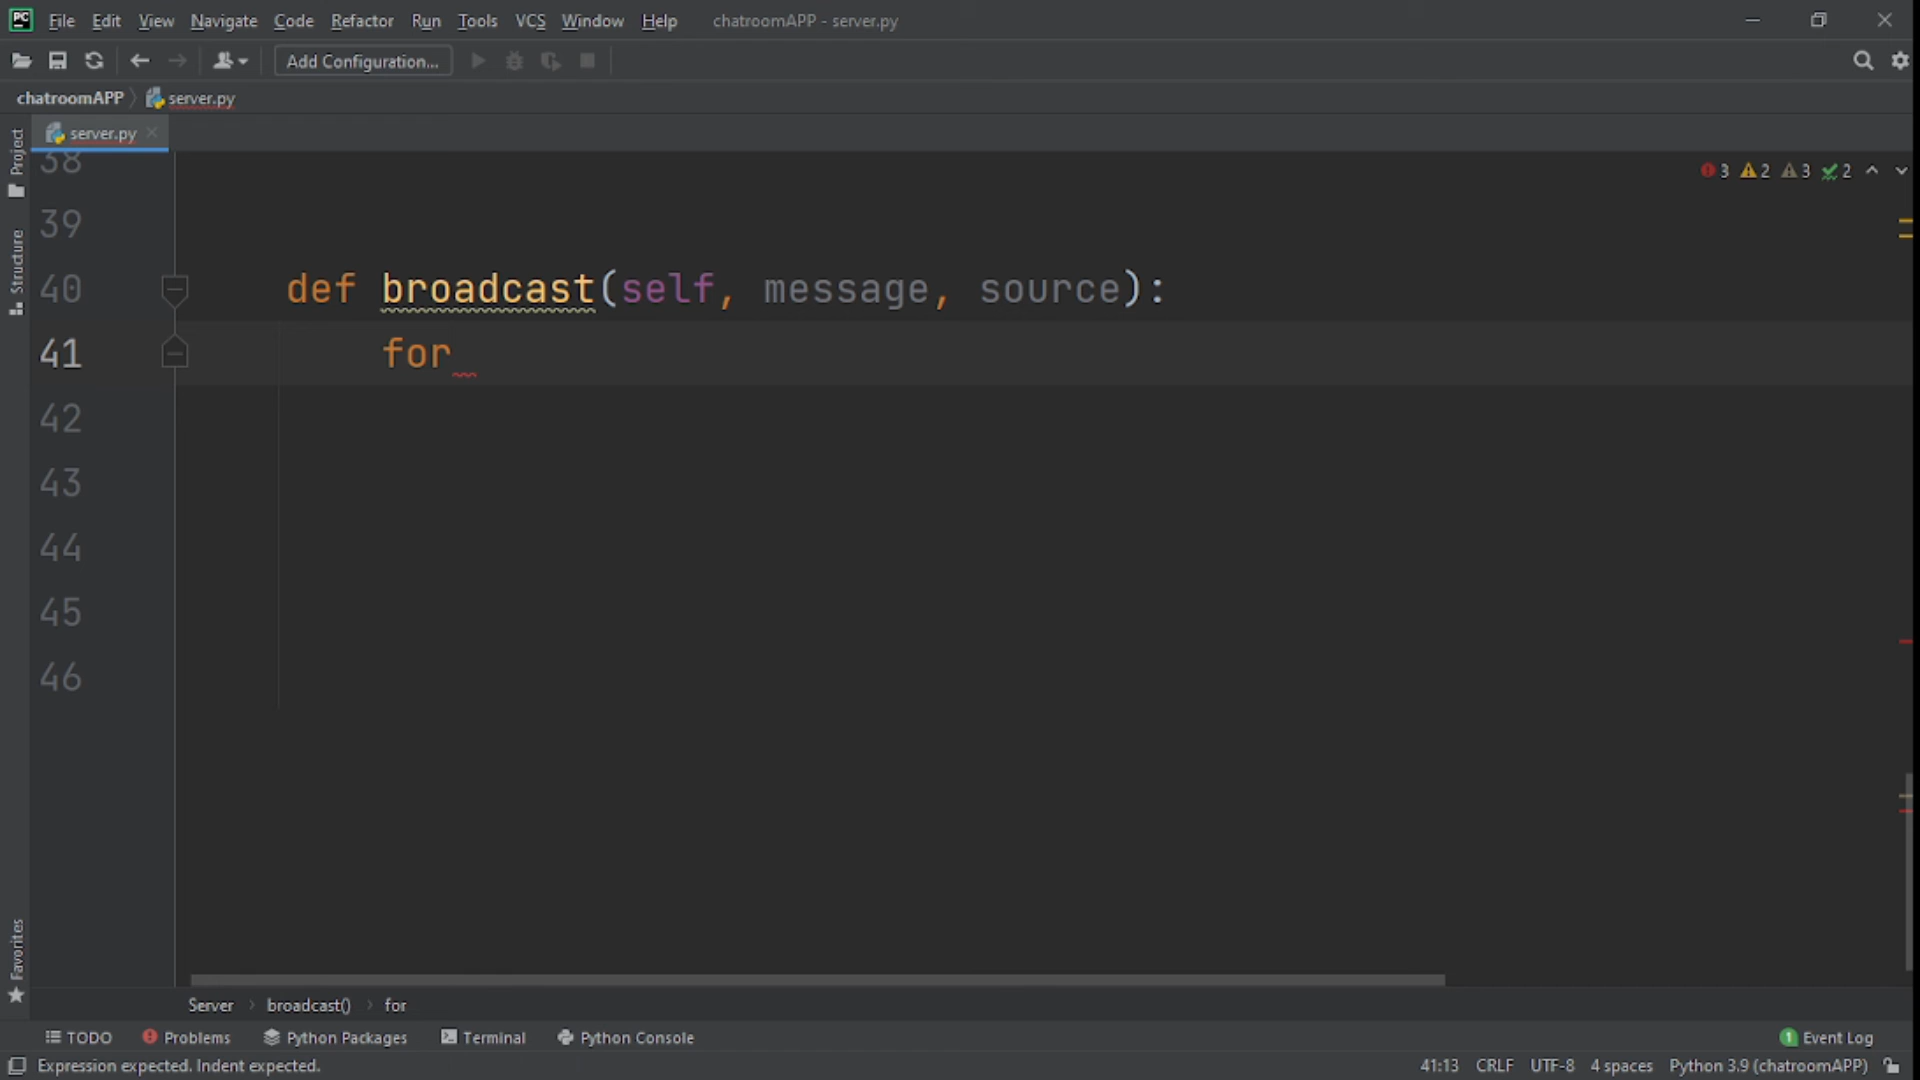 PC File Edit View Navigate Code Refactor Run Tools VCS Window Help chatroomAPP - server.py
Add Configuration...
chatroomAPP server.py
server.py
Project
Structure
Favorites
3 2 3 2
38
39
40 def broadcast(self, message, source):
41 for
42
43
44
45
46
Server broadcast() for
TODO Problems Python Packages Terminal Python Console 1 Event Log
Expression expected. Indent expected. 41:13 CRLF UTF-8 4 spaces Python 3.9 (chatroomAPP)